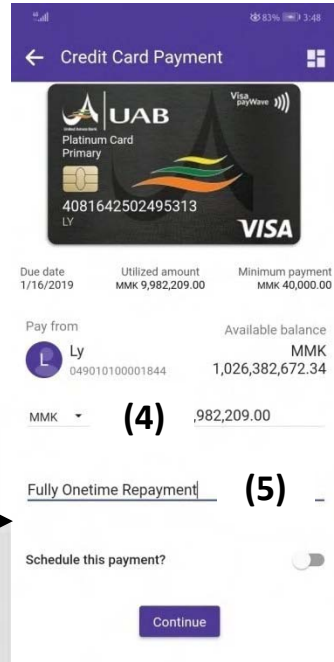 83% 3:48
Credit Card Payment
UAB
Visa
payWave
United Amara Bank
Platinum Card
Primary
4081642502495313
LY
VISA
Due date Utilized amount Minimum payment
1/16/2019 MMK 9,982,209.00 MMK 40,000.00
Pay from Available balance
L Ly MMK
049010100001844 1,026,382,672.34
MMK (4) ,982,209.00
Fully Onetime Repayment (5)
Schedule this payment?
Continue